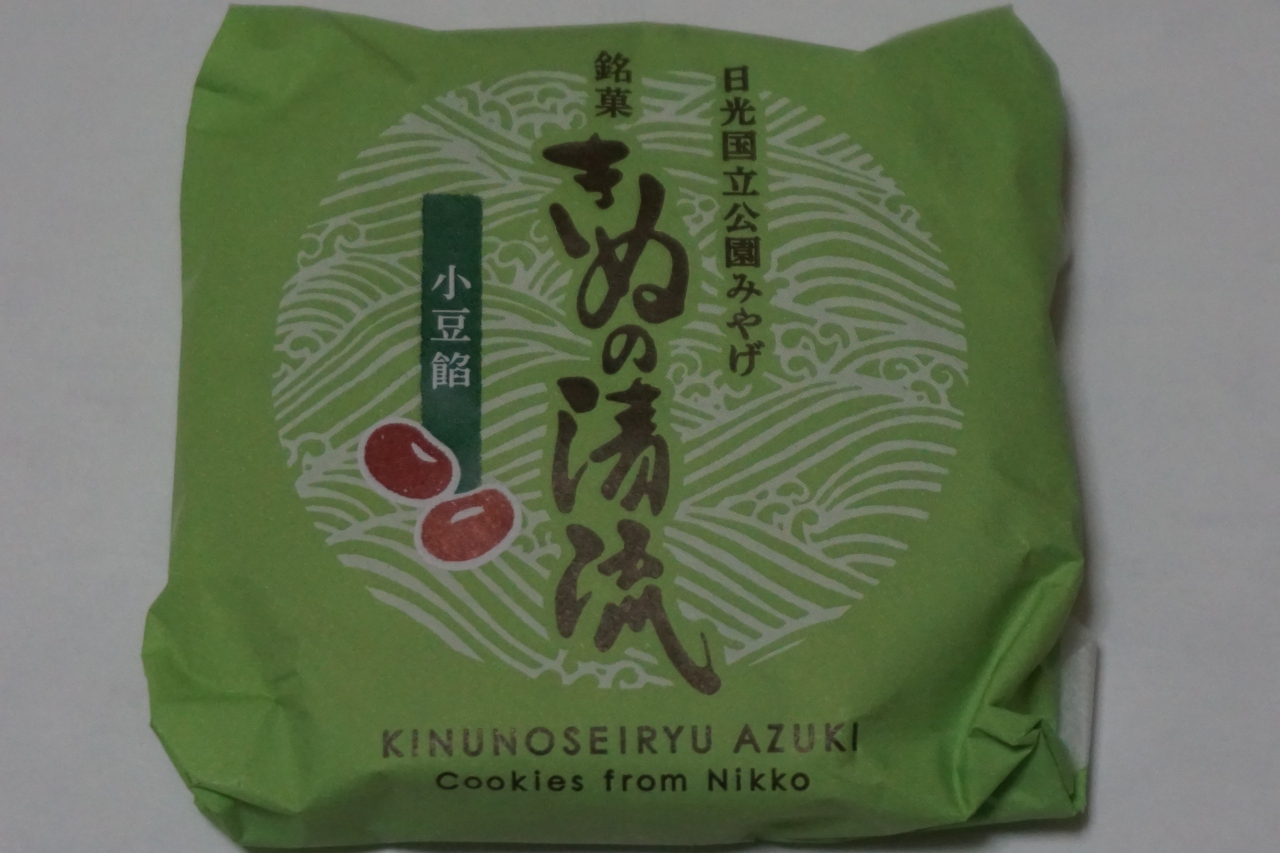 日光国立公園みやげ
銘菓
きぬの清流
小豆餡
KINUNOSEIRYU AZUKI
Cookies from Nikko